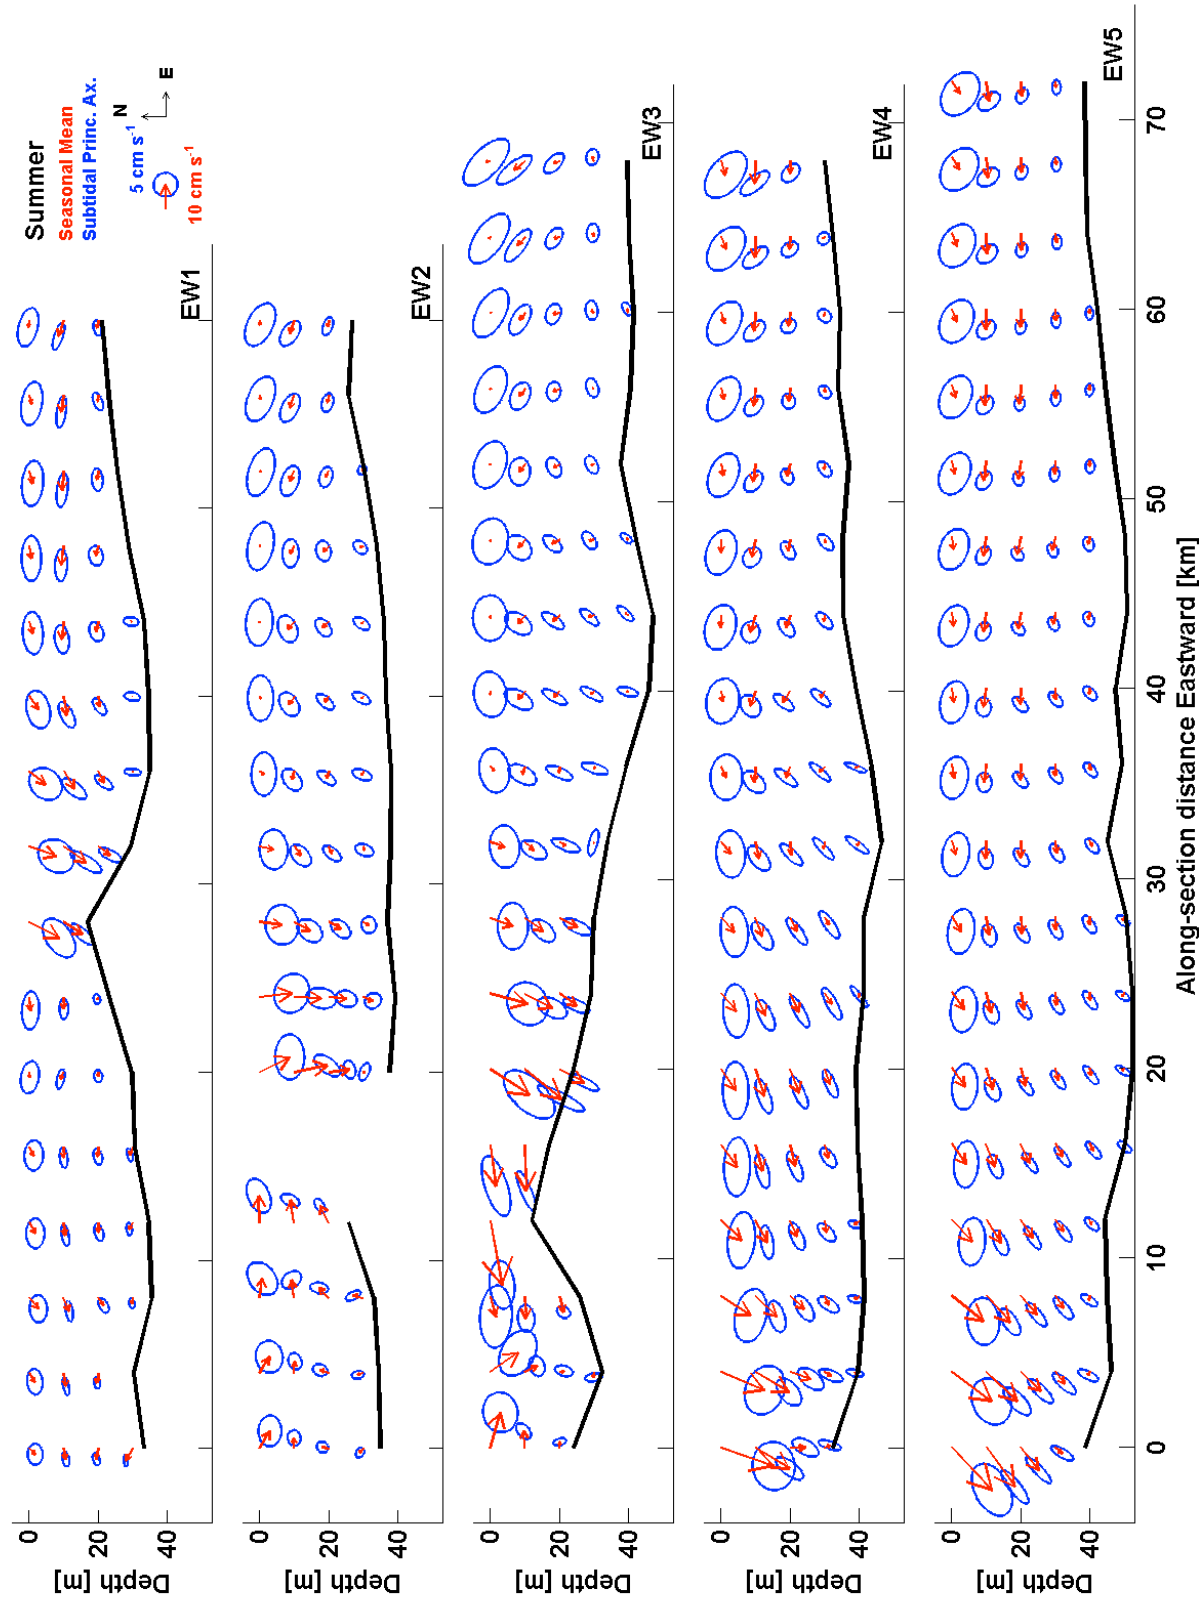 Summer
Seasonal Mean
Subtidal Princ. Ax.
5 cm s⁻¹
N
E
10 cm s⁻¹
0
20
40
Depth [m]
EW1
0
20
40
Depth [m]
EW2
0
20
40
Depth [m]
EW3
0
20
40
Depth [m]
EW4
0
20
40
Depth [m]
EW5
0
10
20
30
40
50
60
70
Along-section distance Eastward [km]